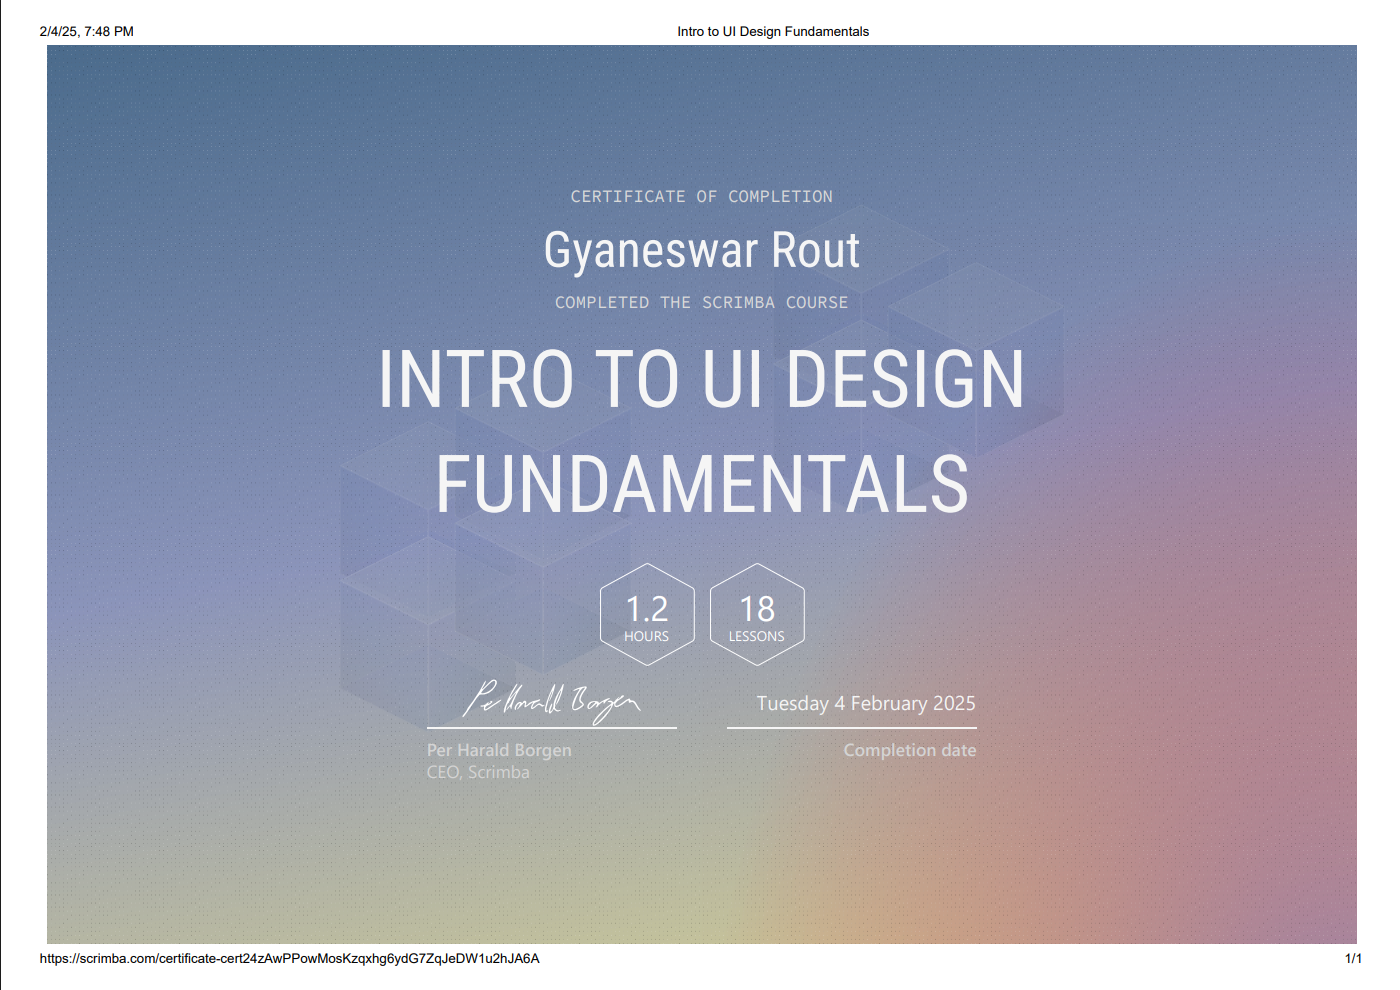 2/4/25, 7:48 PM
Intro to UI Design Fundamentals
CERTIFICATE OF COMPLETION
Gyaneswar Rout
COMPLETED THE SCRIMBA COURSE
INTRO TO UI DESIGN
FUNDAMENTALS
1.2
HOURS
18
LESSONS
Per Harald Borgen
Tuesday 4 February 2025
Per Harald Borgen
CEO, Scrimba
Completion date
https://scrimba.com/certificate-cert24zAwPPowMosKzqxhg6ydG7ZqJeDW1u2hJA6A
1/1